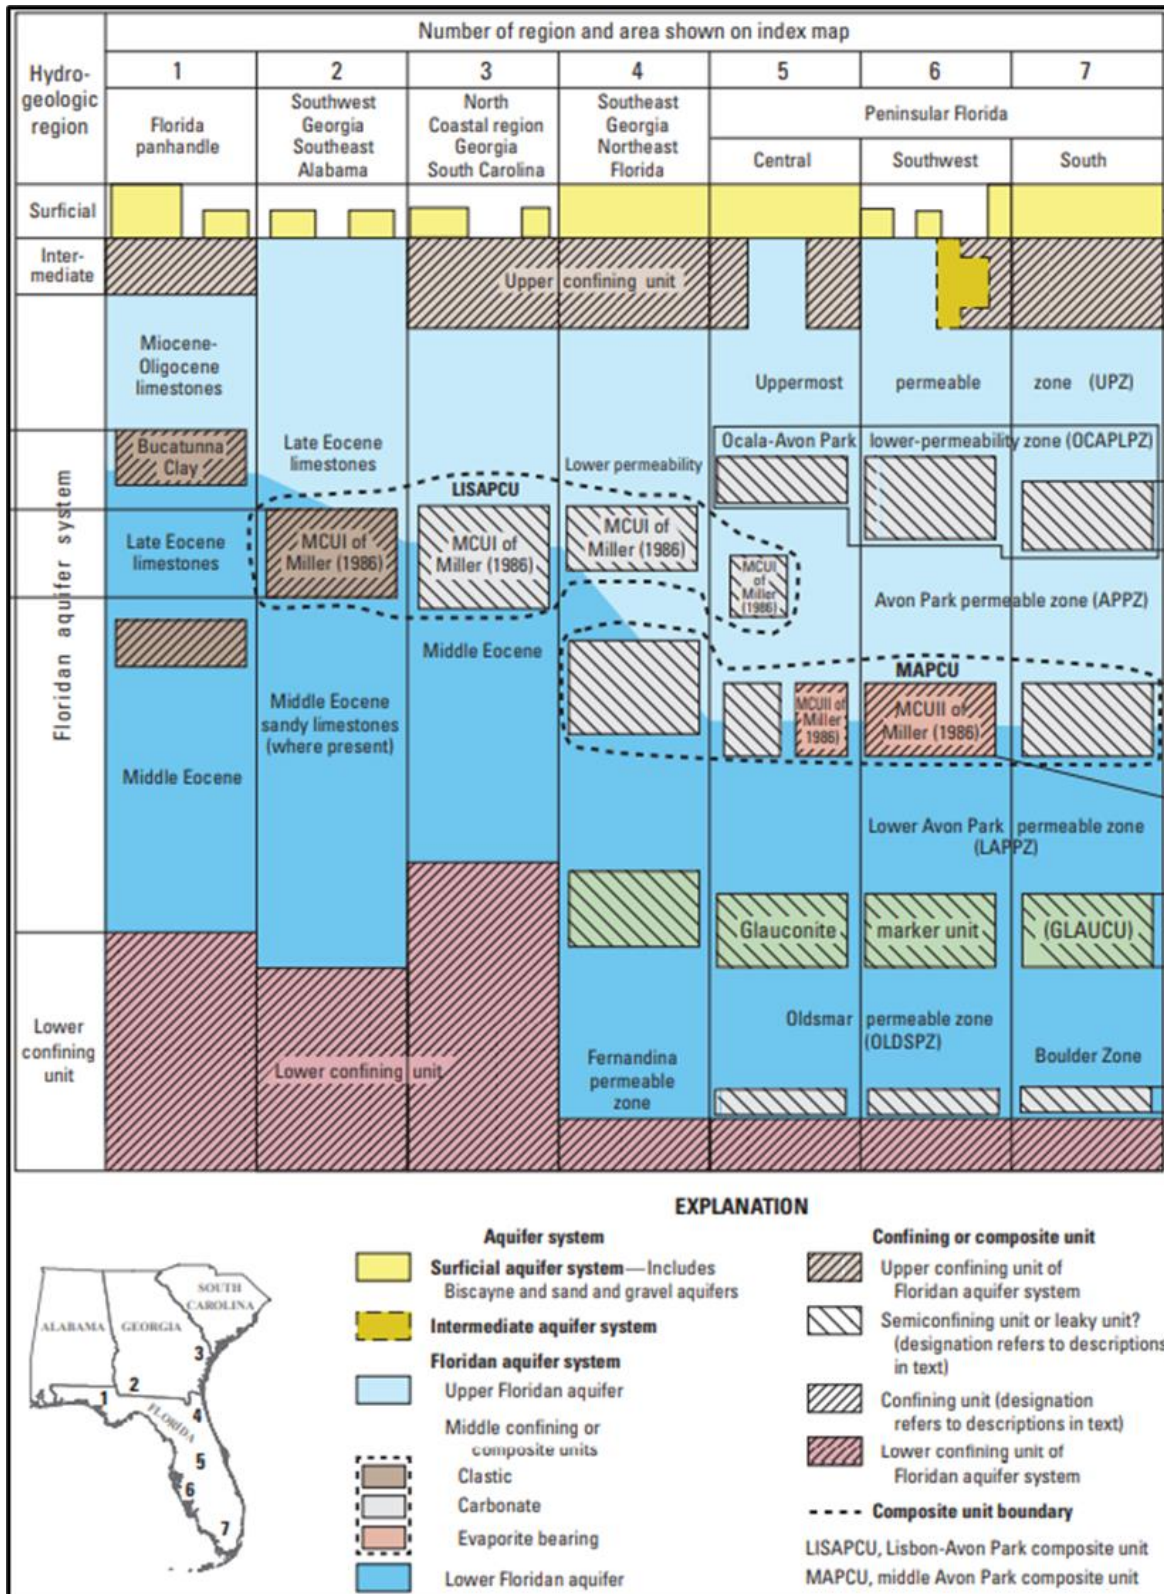 Number of region and area shown on index map
Hydro-
geologic
region
1
2
3
4
5
6
7
Florida
panhandle
Southwest
Georgia
Southeast
Alabama
North
Coastal region
Georgia
South Carolina
Southeast
Georgia
Northeast
Florida
Peninsular Florida
Central
Southwest
South
Surficial
Inter-
mediate
Upper confining unit
Miocene-
Oligocene
limestones
Uppermost permeable zone (UPZ)
Floridan aquifer system
Bucatunna
Clay
Late Eocene
limestones
Lower permeability
Ocala-Avon Park lower-permeability zone (OCAPLPZ)
LISAPCU
Late Eocene
limestones
MCUI of
Miller (1986)
MCUI of
Miller (1986)
MCUI of
Miller (1986)
MCUI
of
Miller
(1986)
Avon Park permeable zone (APPZ)
Middle Eocene
MAPCU
Middle Eocene
sandy limestones
(where present)
MCUII of
Miller
1986)
MCUII of
Miller (1986)
Middle Eocene
Lower Avon Park permeable zone
(LAPPZ)
Glauconite marker unit (GLAUCU)
Lower
confining
unit
Oldsmar permeable zone
(OLDSPZ)
Lower confining unit
Fernandina
permeable
zone
Boulder Zone
EXPLANATION
Aquifer system
Surficial aquifer system—Includes
Biscayne and sand and gravel aquifers
Intermediate aquifer system
Floridan aquifer system
Upper Floridan aquifer
Middle confining or
composite units
Clastic
Carbonate
Evaporite bearing
Lower Floridan aquifer
Confining or composite unit
Upper confining unit of
Floridan aquifer system
Semiconfining unit or leaky unit?
(designation refers to descriptions
in text)
Confining unit (designation
refers to descriptions in text)
Lower confining unit of
Floridan aquifer system
Composite unit boundary
LISAPCU, Lisbon-Avon Park composite unit
MAPCU, middle Avon Park composite unit
SOUTH
CAROLINA
ALABAMA
GEORGIA
3
2
1
FLORIDA
4
5
6
7